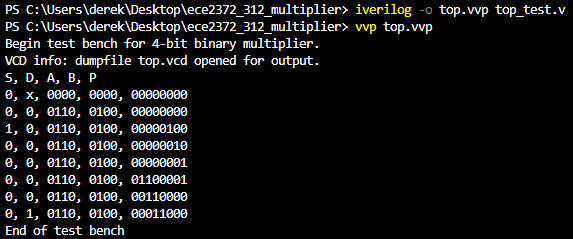 PS C:\Users\derek\Desktop\ece2372_312_multiplier> iverilog -o top.vvp top_test.v
PS C:\Users\derek\Desktop\ece2372_312_multiplier> vvp top.vvp
Begin test bench for 4-bit binary multiplier.
VCD info: dumpfile top.vcd opened for output.
S, D, A, B, P
0, x, 0000, 0000, 00000000
0, 0, 0110, 0100, 00000000
1, 0, 0110, 0100, 00000100
0, 0, 0110, 0100, 00000010
0, 0, 0110, 0100, 00000001
0, 0, 0110, 0100, 01100001
0, 0, 0110, 0100, 00110000
0, 1, 0110, 0100, 00011000
End of test bench